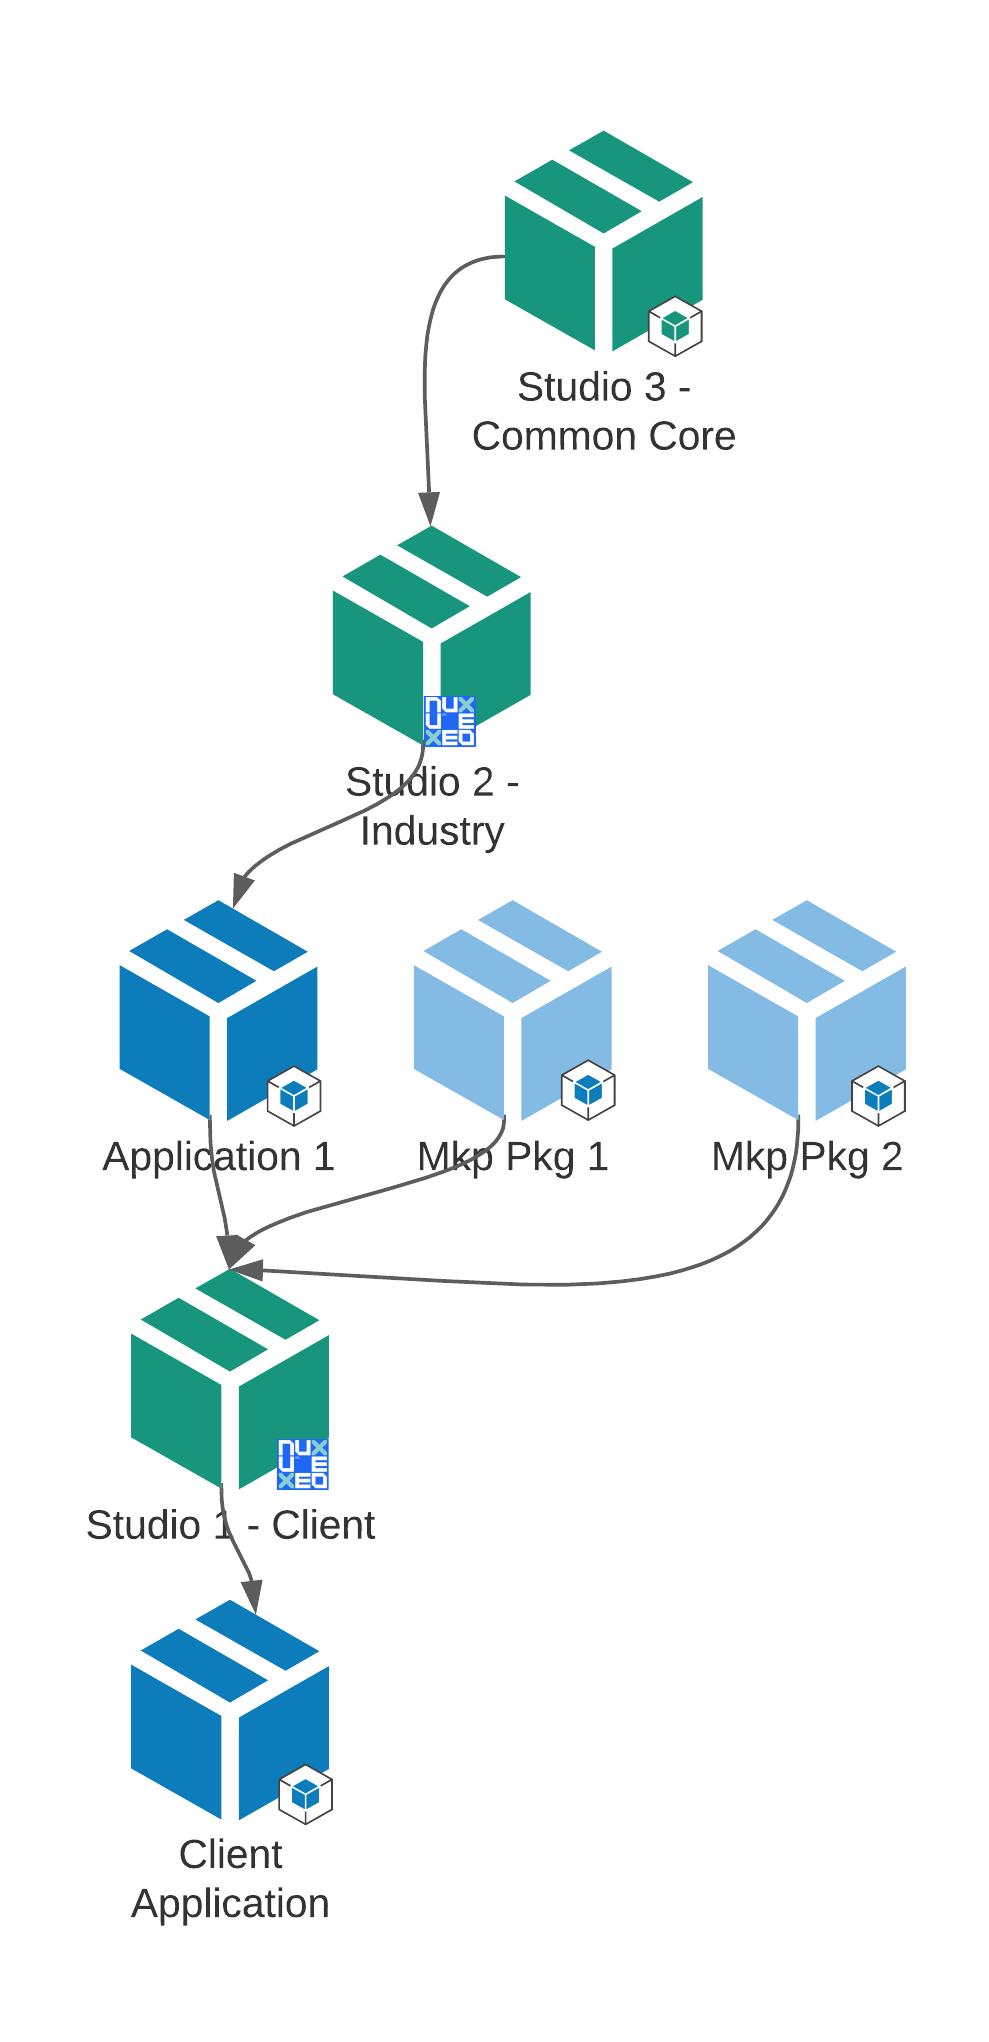 Studio 3 -
Common Core
NUXEO
Studio 2 -
Industry
Application 1
Mkp Pkg 1
Mkp Pkg 2
NUXEO
Studio 1 - Client
Client
Application